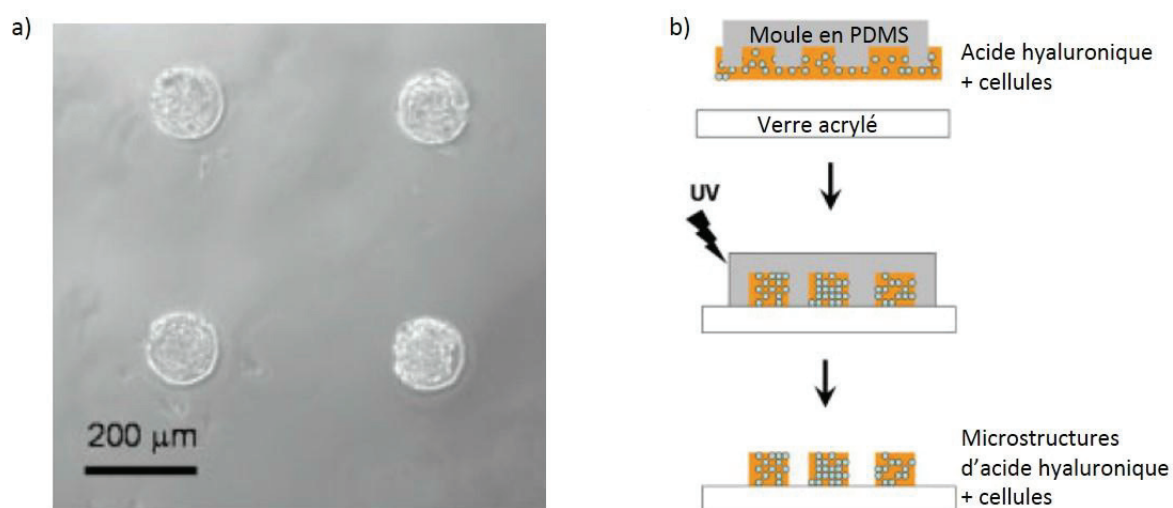 a)
200 µm
b)
Moule en PDMS
Acide hyaluronique
+ cellules
Verre acrylé
UV
Microstructures
d'acide hyaluronique
+ cellules